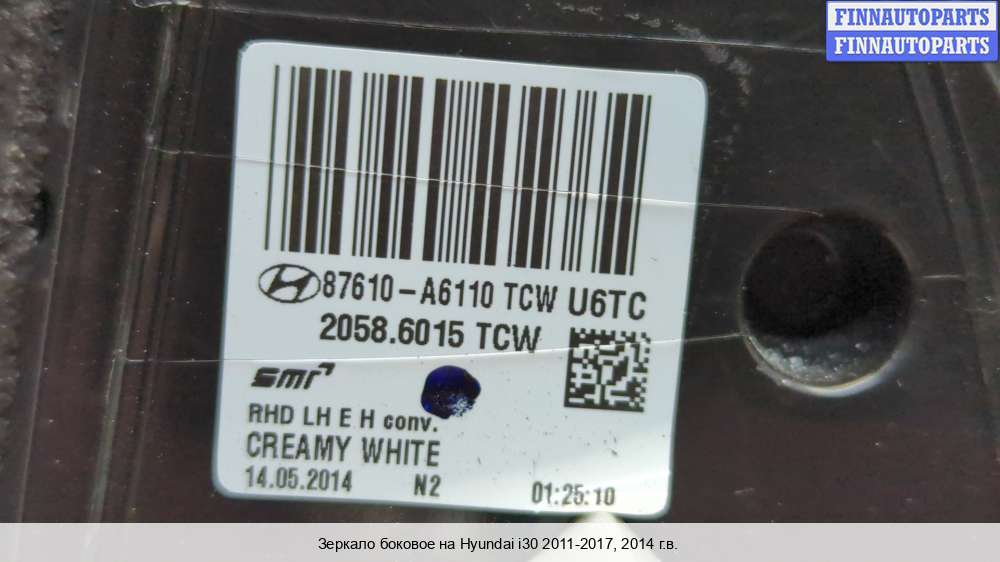 FINNAUTOPARTS
FINNAUTOPARTS
87610-A6110 TCW U6TC
2058.6015 TCW
smr
RHD LH E H conv.
CREAMY WHITE
14.05.2014 N2 01:25:10
Зеркало боковое на Hyundai i30 2011-2017, 2014 г.в.